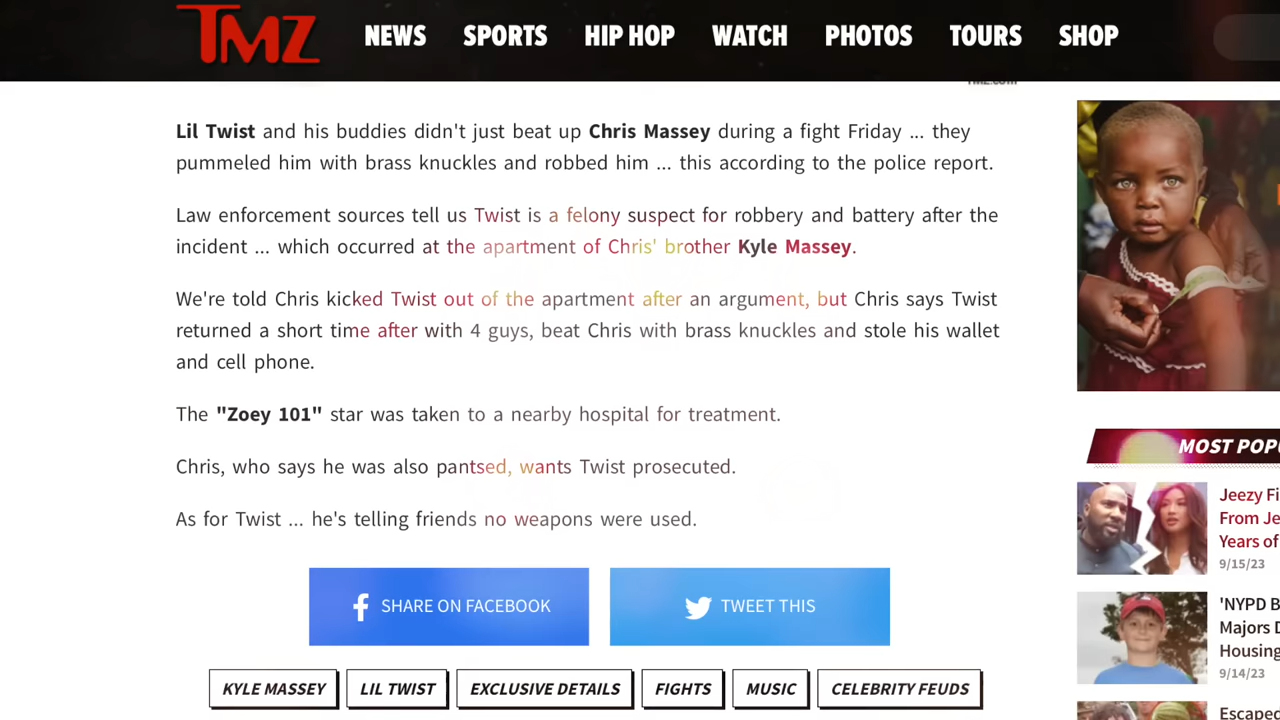 TMZ
NEWS SPORTS HIP HOP WATCH PHOTOS TOURS SHOP
TMZ.com
Lil Twist and his buddies didn't just beat up Chris Massey during a fight Friday ... they
pummeled him with brass knuckles and robbed him ... this according to the police report.
Law enforcement sources tell us Twist is a felony suspect for robbery and battery after the
incident ... which occurred at the apartment of Chris' brother Kyle Massey.
We're told Chris kicked Twist out of the apartment after an argument, but Chris says Twist
returned a short time after with 4 guys, beat Chris with brass knuckles and stole his wallet
and cell phone.
The "Zoey 101" star was taken to a nearby hospital for treatment.
Chris, who says he was also pantsed, wants Twist prosecuted.
As for Twist ... he's telling friends no weapons were used.
SHARE ON FACEBOOK
TWEET THIS
KYLE MASSEY
LIL TWIST
EXCLUSIVE DETAILS
FIGHTS
MUSIC
CELEBRITY FEUDS
MOST POPU
Jeezy Fi
From Je
Years of
9/15/23
'NYPD B
Majors D
Housing
9/14/23
Escaped